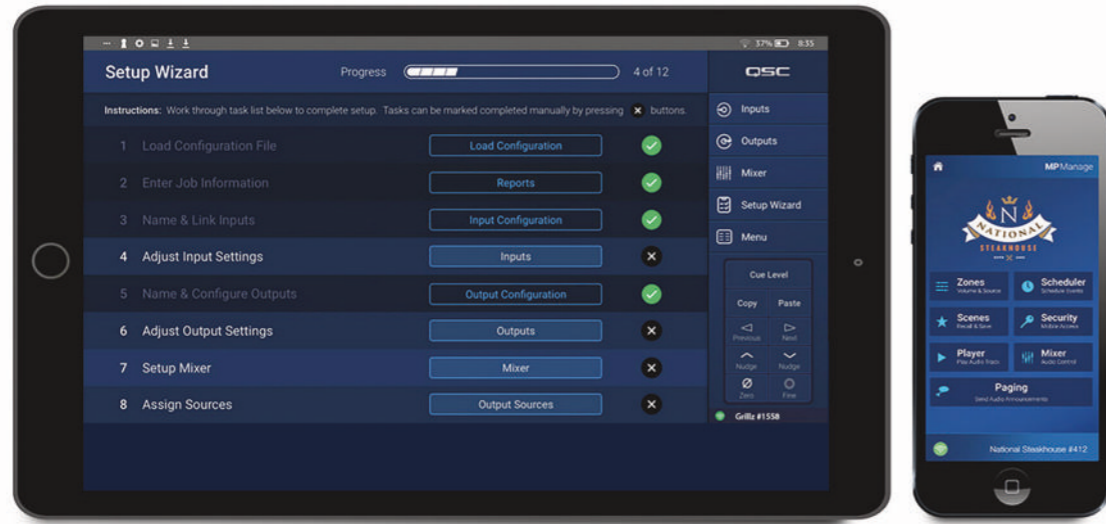 37% 8:35
Setup Wizard Progress 4 of 12
Instructions: Work through task list below to complete setup. Tasks can be marked completely manually by pressing buttons.
1 Load Configuration File Load Configuration
2 Enter Job Information Reports
3 Name & Link Inputs Input Configuration
4 Adjust Input Settings Inputs
5 Name & Configure Outputs Output Configuration
6 Adjust Output Settings Outputs
7 Setup Mixer Mixer
8 Assign Sources Output Sources
QSC
Inputs
Outputs
Mixer
Setup Wizard
Menu
Cue Level
Copy Paste
Previous Next
Nudge Nudge
Zero Fine
Grillz #1558
MPManage
N
NATIONAL
STEAKHOUSE
Zones
Volume & Source
Scheduler
Schedule Events
Scenes
Recall & Save
Security
Mobile Access
Player
Play Audio Track
Mixer
Audio Control
Paging
Send Audio Announcements
National Steakhouse #412